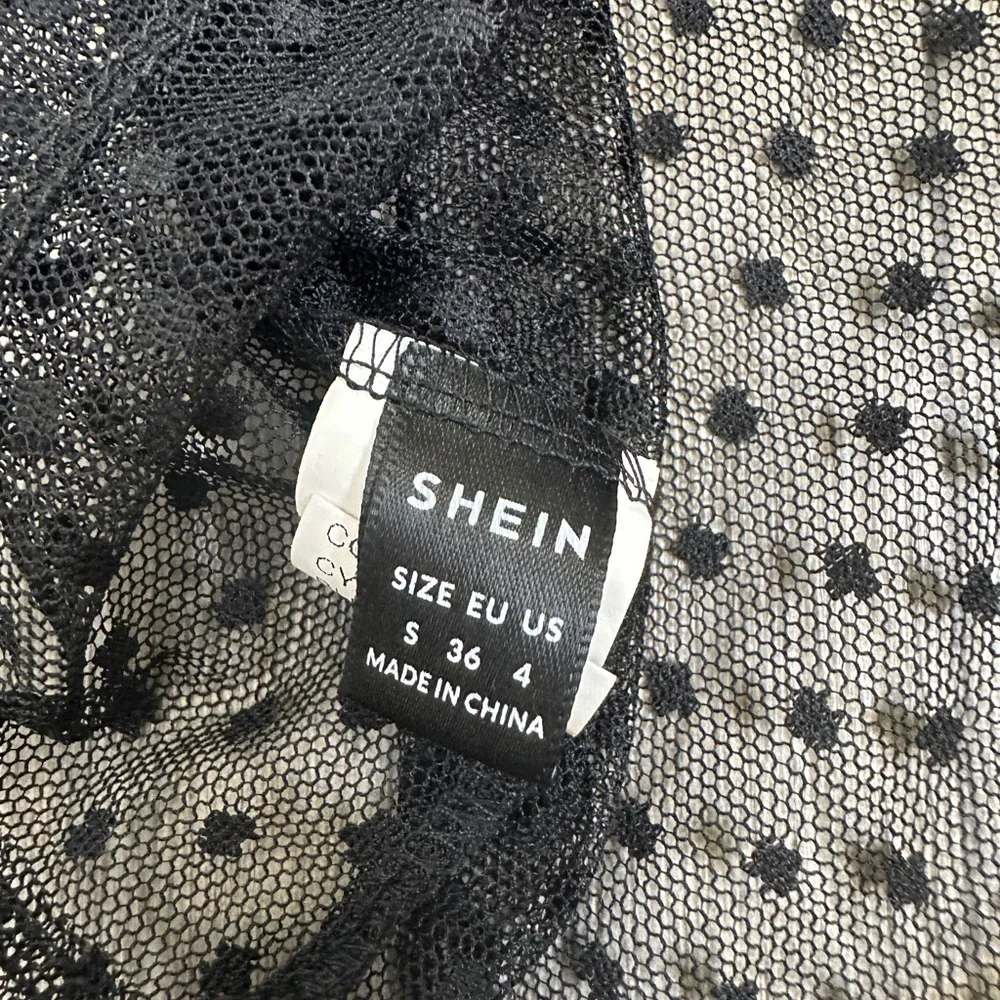 SHEIN
SIZE EU US
S 36 4
MADE IN CHINA